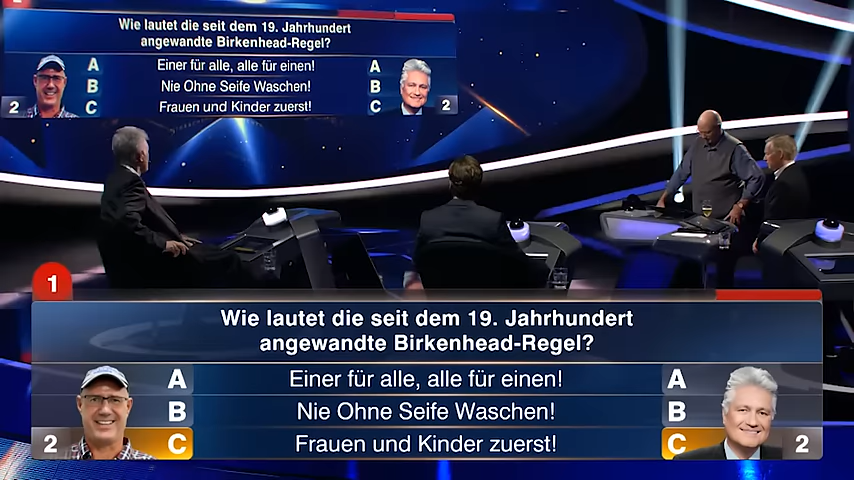 Wie lautet die seit dem 19. Jahrhundert
angewandte Birkenhead-Regel?
A Einer für alle, alle für einen! A
B Nie Ohne Seife Waschen! B
2 C Frauen und Kinder zuerst! C 2
1
Wie lautet die seit dem 19. Jahrhundert
angewandte Birkenhead-Regel?
A Einer für alle, alle für einen! A
B Nie Ohne Seife Waschen! B
2 C Frauen und Kinder zuerst! C 2